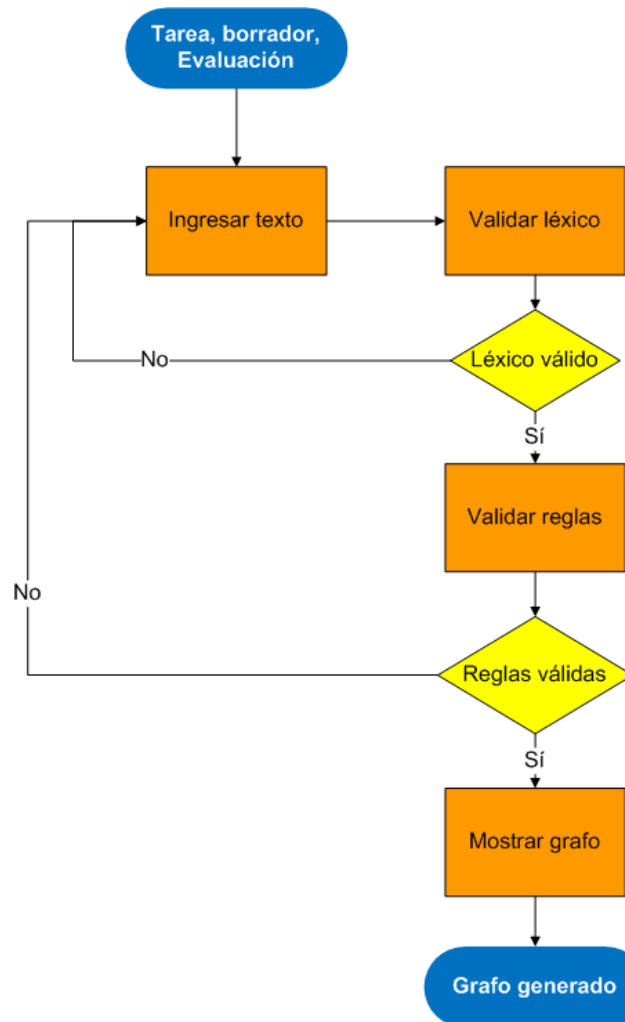 Tarea, borrador,
Evaluación
Ingresar texto
Validar léxico
Léxico válido
No
Sí
Validar reglas
No
Reglas válidas
Sí
Mostrar grafo
Grafo generado